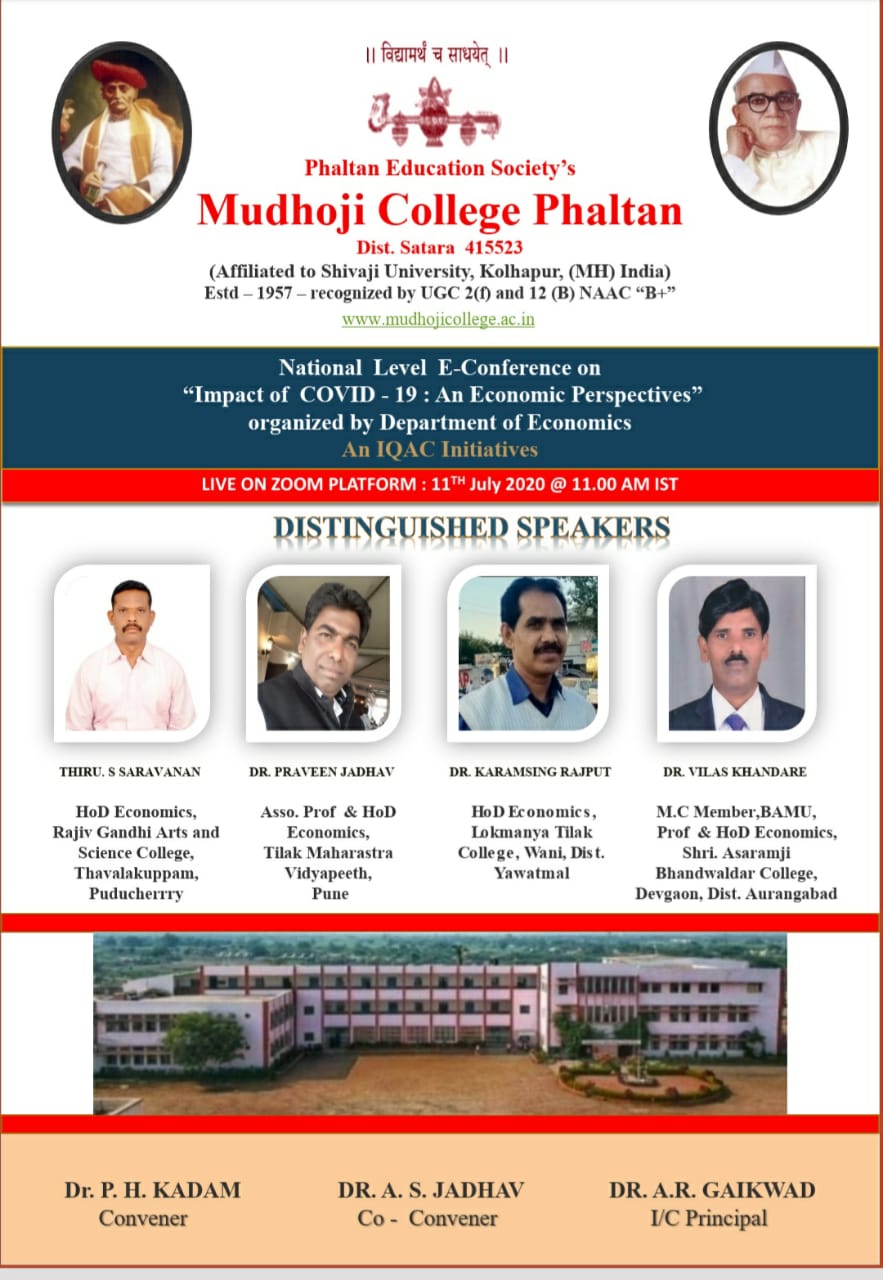 || विद्यामर्थं च साधयेत् ||
Phaltan Education Society's
Mudhoji College Phaltan
Dist. Satara 415523
(Affiliated to Shivaji University, Kolhapur, (MH) India)
Estd – 1957 – recognized by UGC 2(f) and 12 (B) NAAC “B+”
www.mudhojicollege.ac.in
National Level E-Conference on
“Impact of COVID - 19 : An Economic Perspectives”
organized by Department of Economics
An IQAC Initiatives
LIVE ON ZOOM PLATFORM : 11TH July 2020 @ 11.00 AM IST
DISTINGUISHED SPEAKERS
THIRU. S SARAVANAN
HoD Economics,
Rajiv Gandhi Arts and
Science College,
Thavalakuppam,
Puducherrry
DR. PRAVEEN JADHAV
Asso. Prof & HoD
Economics,
Tilak Maharastra
Vidyapeeth,
Pune
DR. KARAMSING RAJPUT
HoD Economics,
Lokmanya Tilak
College, Wani, Dist.
Yawatmal
DR. VILAS KHANDARE
M.C Member,BAMU,
Prof & HoD Economics,
Shri. Asaramji
Bhandwaldar College,
Devgaon, Dist. Aurangabad
Dr. P. H. KADAM
Convener
DR. A. S. JADHAV
Co - Convener
DR. A.R. GAIKWAD
I/C Principal